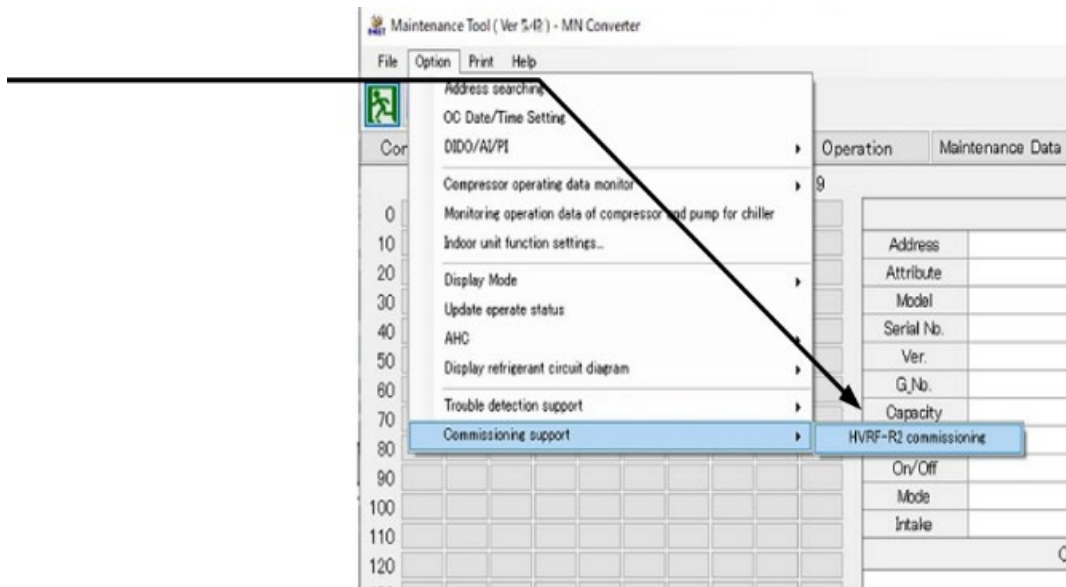 Maintenance Tool ( Ver 5.42 ) - MN Converter
File Option Print Help
Address searching
OC Date/Time Setting
DIDO/AI/PI
Operation Maintenance Data
Compressor operating data monitor
9
0
Monitoring operation data of compressor and pump for chiller
10
Indoor unit function settings...
Address
20
Display Mode
Attribute
30
Update operate status
Model
40
AHC
Serial No.
50
Display refrigerant circuit diagram
Ver.
60
G_No.
70
Trouble detection support
Capacity
80
Commissioning support
HVRF-R2 commissioning
90
On/Off
100
Mode
110
Intake
120